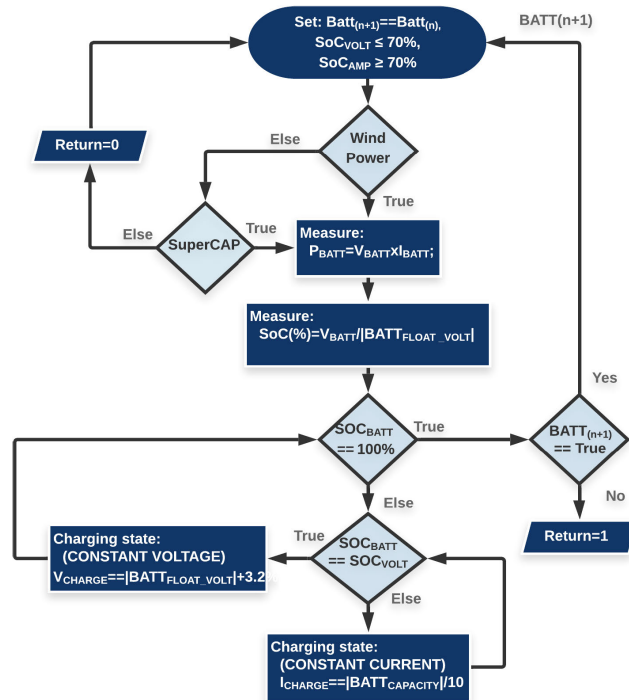 Set: Batt(n+1)==Batt(n),
SoCVOLT ≤ 70%,
SoCAMP ≥ 70%
BATT(n+1)
Return=0
Else
Wind
Power
True
Else
SuperCAP
True
Measure:
PBATT=VBATTxIBATT;
Measure:
SoC(%)=VBATT/|BATTFLOAT_VOLT|
SOCBATT
== 100%
True
Yes
BATT(n+1)
== True
No
Return=1
Else
True
SOCBATT
== SOCVOLT
Charging state:
(CONSTANT VOLTAGE)
VCHARGE==|BATTFLOAT_VOLT|+3.2%
Else
Charging state:
(CONSTANT CURRENT)
ICHARGE==|BATTCAPACITY|/10